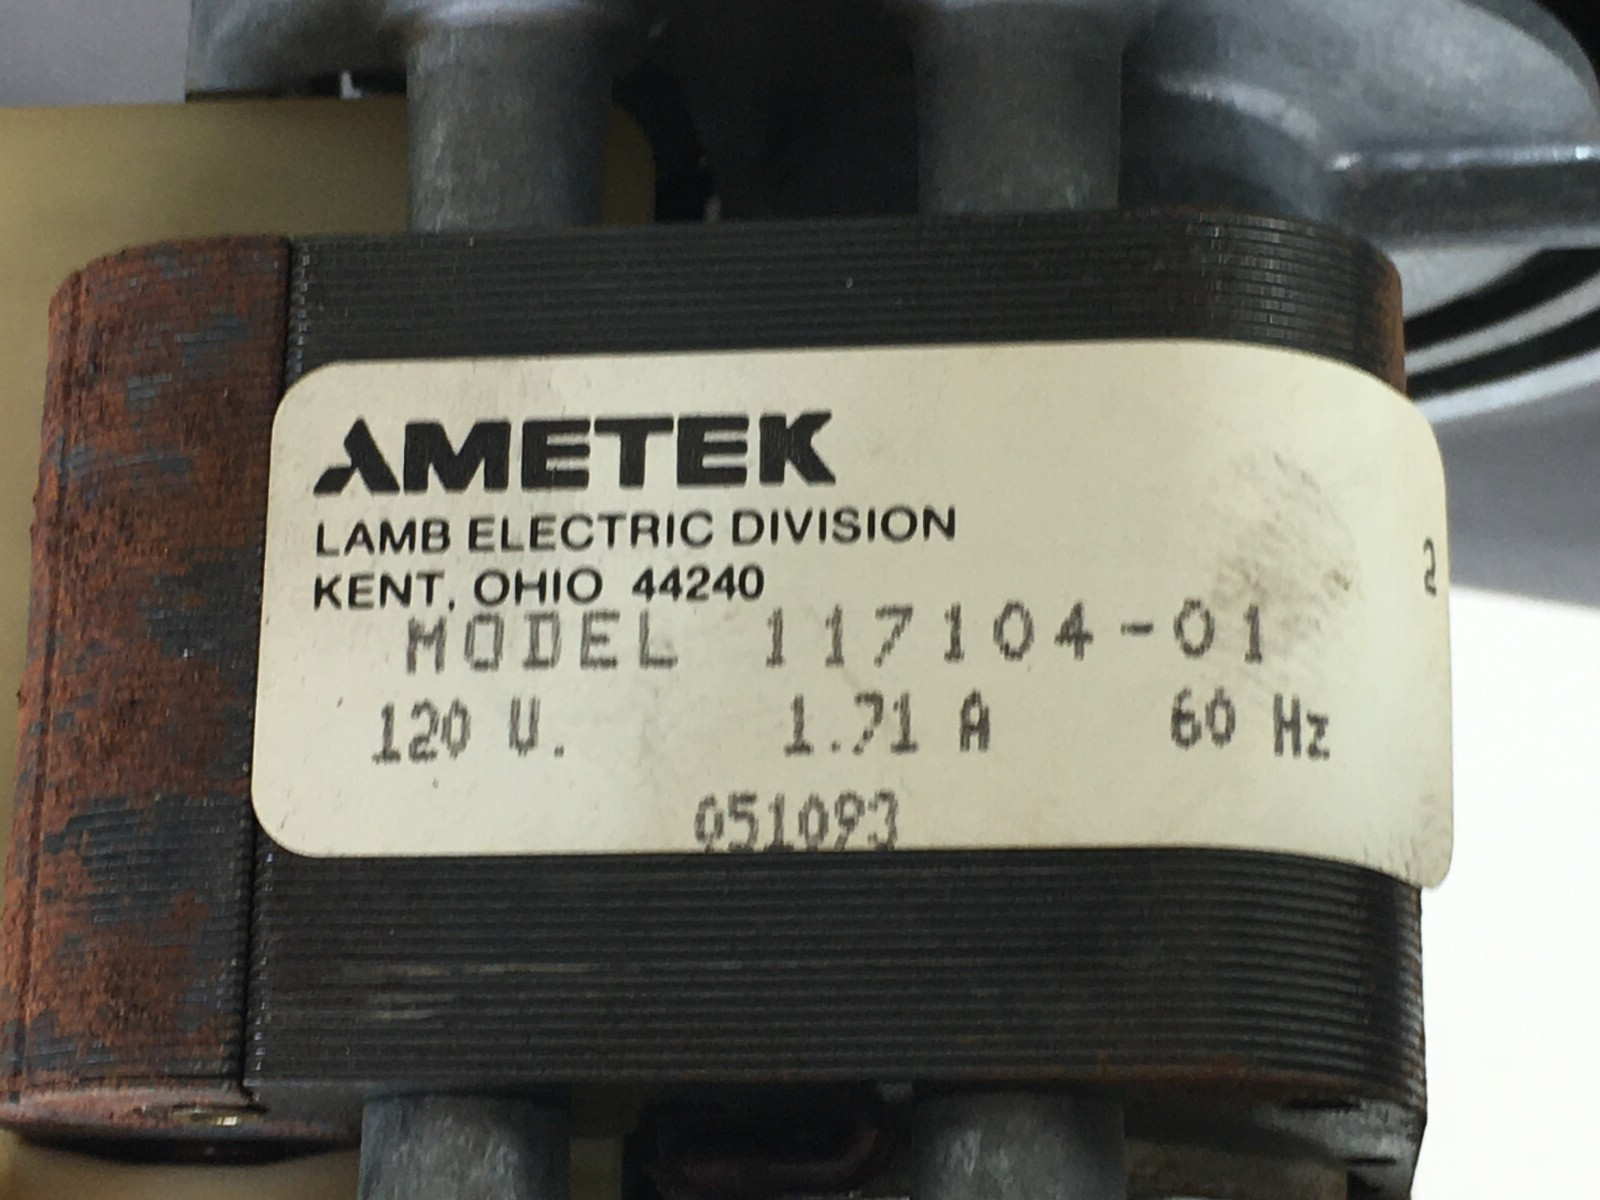 AMETEK
LAMB ELECTRIC DIVISION
KENT, OHIO 44240
MODEL 117104-01
120 V. 1.71 A 60 Hz
051093
2